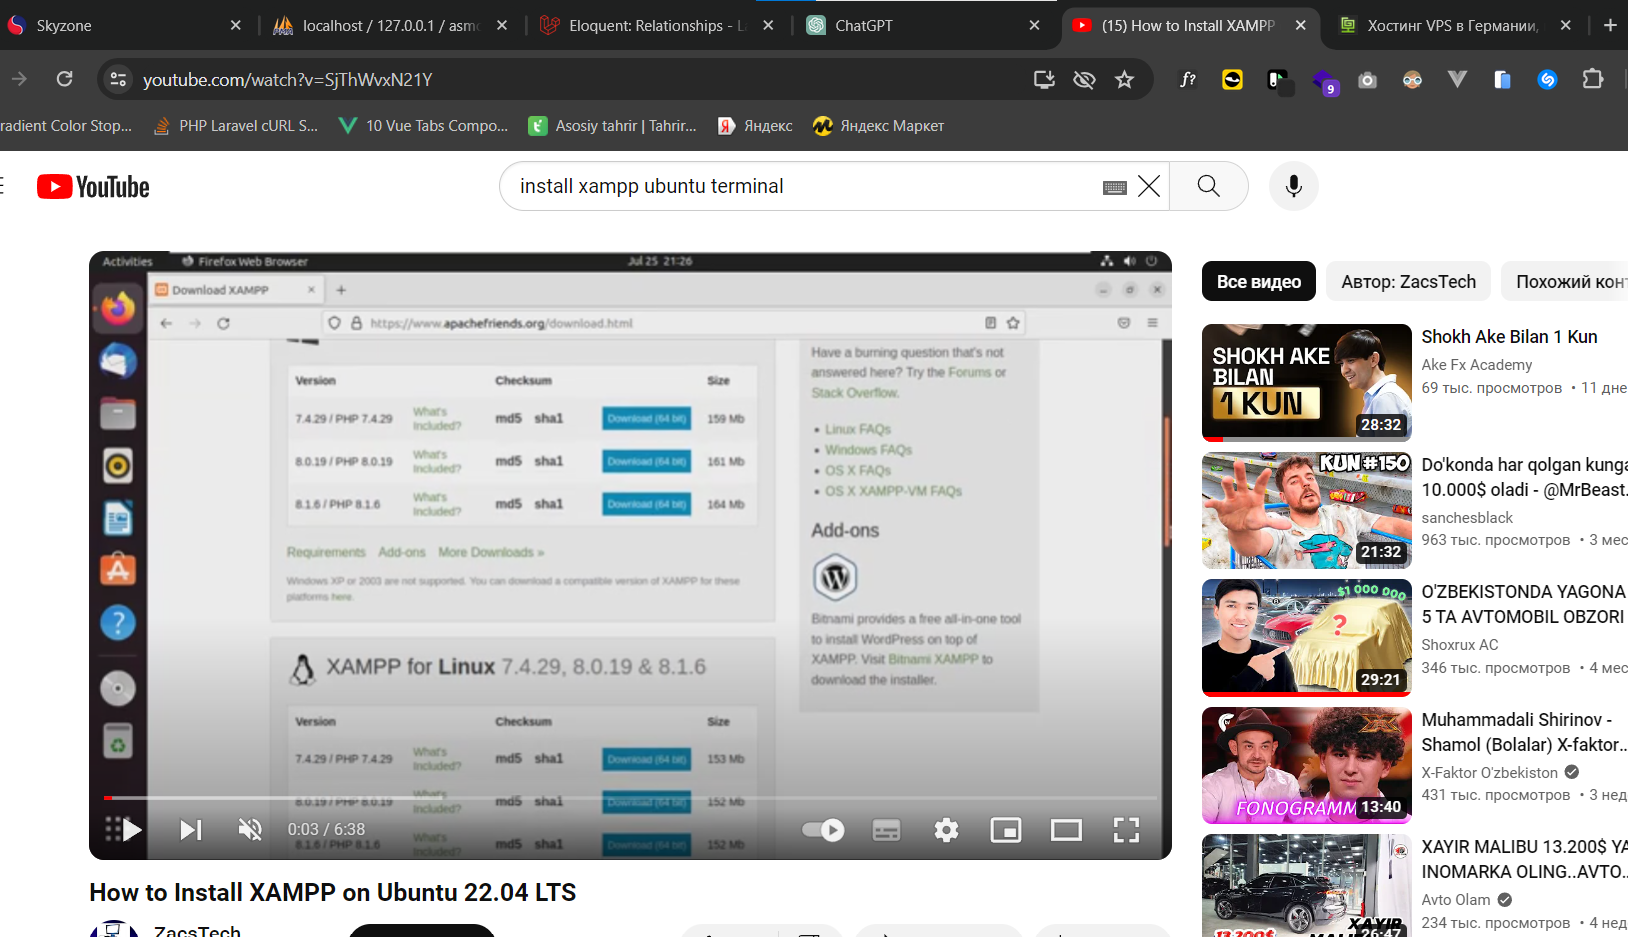 Skyzone
localhost / 127.0.0.1 / asm
Eloquent: Relationships - La
ChatGPT
(15) How to Install XAMPP
Хостинг VPS в Германии,
youtube.com/watch?v=SjThWvxN21Y
f?
9
radient Color Stop...
PHP Laravel cURL S...
10 Vue Tabs Compo...
Asosiy tahrir | Tahrir...
Яндекс
Яндекс Маркет
YouTube
install xampp ubuntu terminal
Activities
Firefox Web Browser
Jul 25 21:26
Download XAMPP
https://www.apachefriends.org/download.html
Version Checksum Size
7.4.29 / PHP 7.4.29 What's Included? md5 sha1 Download (64 bit) 159 Mb
8.0.19 / PHP 8.0.19 What's Included? md5 sha1 Download (64 bit) 161 Mb
8.1.6 / PHP 8.1.6 What's Included? md5 sha1 Download (64 bit) 164 Mb
Requirements Add-ons More Downloads »
Windows XP or 2003 are not supported. You can download a compatible version of XAMPP for these
platforms here.
XAMPP for Linux 7.4.29, 8.0.19 & 8.1.6
Version Checksum Size
7.4.29 / PHP 7.4.29 What's Included? md5 sha1 Download (64 bit) 153 Mb
8.0.19 / PHP 8.0.19 What's Included? md5 sha1 Download (64 bit) 152 Mb
8.1.6 / PHP 8.1.6 What's Included? md5 sha1 Download (64 bit) 152 Mb
Have a burning question that's not
answered here? Try the Forums or
Stack Overflow.
Linux FAQs
Windows FAQs
OS X FAQs
OS X XAMPP-VM FAQs
Add-ons
Bitnami provides a free all-in-one tool
to install WordPress on top of
XAMPP. Visit Bitnami XAMPP to
download the installer.
0:03 / 6:38
How to Install XAMPP on Ubuntu 22.04 LTS
ZacsTech
Все видео
Автор: ZacsTech
Похожий конт
SHOKH AKE
BILAN
1 KUN
28:32
Shokh Ake Bilan 1 Kun
Ake Fx Academy
69 тыс. просмотров • 11 дне
KUN#150
21:32
Do'konda har qolgan kunga
10.000$ oladi - @MrBeast.
sanchesblack
963 тыс. просмотров • 3 мес
$1 000 000
?
29:21
O'ZBEKISTONDA YAGONA
5 TA AVTOMOBIL OBZORI
Shoxrux AC
346 тыс. просмотров • 4 мес
FONOGRAMM
13:40
Muhammadali Shirinov -
Shamol (Bolalar) X-faktor..
X-Faktor O'zbekiston
431 тыс. просмотров • 3 нед
13.200$
XAYIR
26:47
XAYIR MALIBU 13.200$ YA
INOMARKA OLING..AVTO..
Avto Olam
234 тыс. просмотров • 4 нед